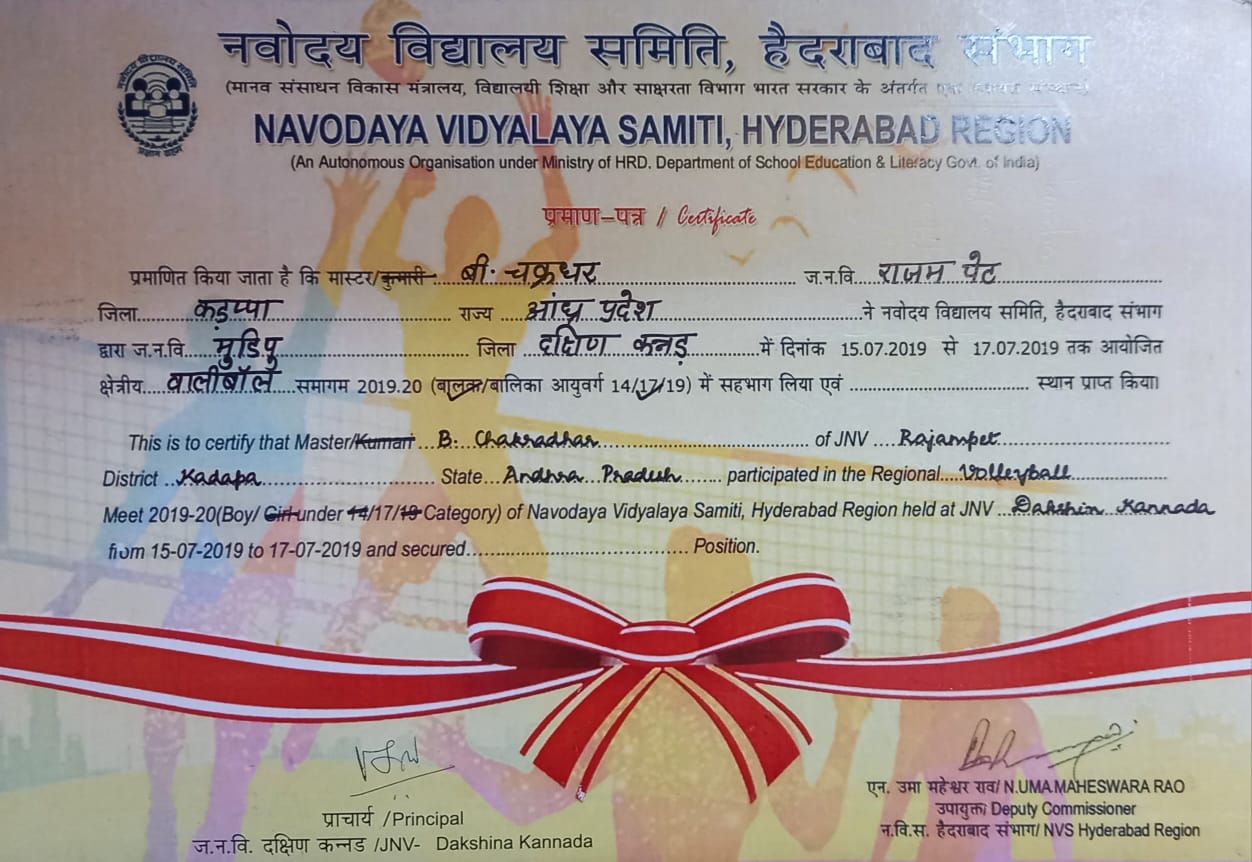 नवोदय विद्यालय समिति, हैदराबाद संभाग
(मानव संसाधन विकास मंत्रालय, विद्यालयी शिक्षा और साक्षरता विभाग भारत सरकार के अंतर्गत
NAVODAYA VIDYALAYA SAMITI, HYDERABAD REGION
(An Autonomous Organisation under Ministry of HRD, Department of School Education & Literacy Govt. of India)
प्रमाण-पत्र / Certificate
प्रमाणित किया जाता है कि मास्टर/कुमारी बी. चक्रधर ज.न.वि. राजम पेट
जिला कड़प्पा राज्य आंध्र प्रदेश ने नवोदय विद्यालय समिति, हैदराबाद संभाग
द्वारा ज.न.वि. मुडिपु जिला दक्षिण कन्नड़ में दिनांक 15.07.2019 से 17.07.2019 तक आयोजित
क्षेत्रीय वालीबॉल समागम 2019.20 (बालक/बालिका आयुवर्ग 14/17/19) में सहभाग लिया एवं स्थान प्राप्त किया।
This is to certify that Master/Kumari B. Chakradhar of JNV Rajampet
District Kadapa State Andhra Pradesh participated in the Regional Volleyball
Meet 2019-20(Boy/ Girl under 14/17/19 Category) of Navodaya Vidyalaya Samiti, Hyderabad Region held at JNV Dakshin Kannada
from 15-07-2019 to 17-07-2019 and secured Position.
प्राचार्य /Principal
ज.न.वि. दक्षिण कन्नड /JNV- Dakshina Kannada
एन. उमा महेश्वर राव/ N.UMA MAHESWARA RAO
उपायुक्त/ Deputy Commissioner
न.वि.स. हैदराबाद संभाग/ NVS Hyderabad Region